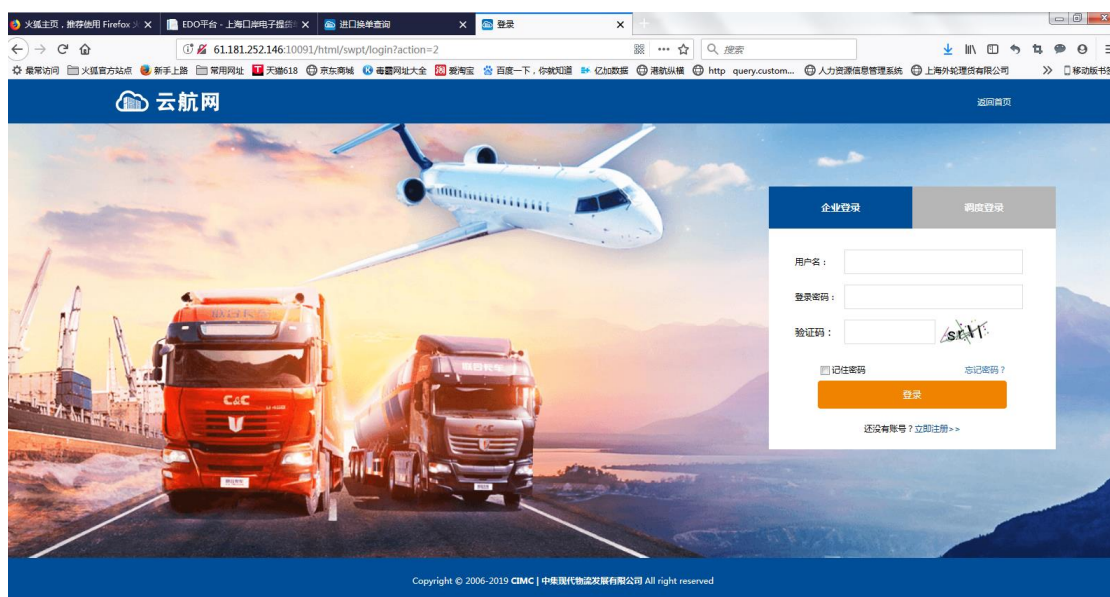 火狐主页，推荐使用 Firefox 火
EDO平台 - 上海口岸电子提货
进口换单查询
登录
61.181.252.146:10091/html/swpt/login?action=2
搜索
最常访问 火狐官方站点 新手上路 常用网址 天猫618 京东商城 毒霸网址大全 爱淘宝 百度一下，你就知道 亿加数据 港航纵横 http query.custom... 人力资源信息管理系统 上海外轮理货有限公司 移动版书签
云航网
返回首页
企业登录 调度登录
用户名：
登录密码：
验证码：
记住密码 忘记密码？
登录
还没有账号？立即注册>>
C&C
Copyright © 2006-2019 CIMC | 中集现代物流发展有限公司 All right reserved